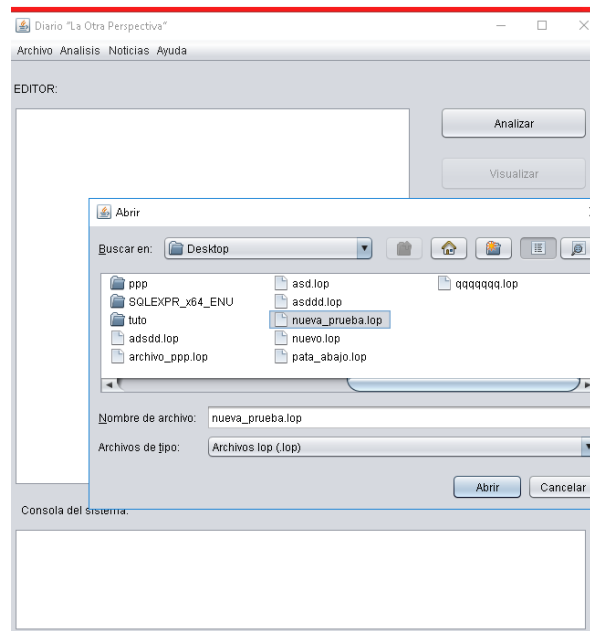 Diario "La Otra Perspectiva"
Archivo Analisis Noticias Ayuda
EDITOR:
Analizar
Visualizar
Abrir
Buscar en: Desktop
ppp asd.lop qqqqqqq.lop
SQLEXPR_x64_ENU asddd.lop
tuto nueva_prueba.lop
adsdd.lop nuevo.lop
archivo_ppp.lop pata_abajo.lop
Nombre de archivo: nueva_prueba.lop
Archivos de tipo: Archivos lop (.lop)
Abrir Cancelar
Consola del sistema: